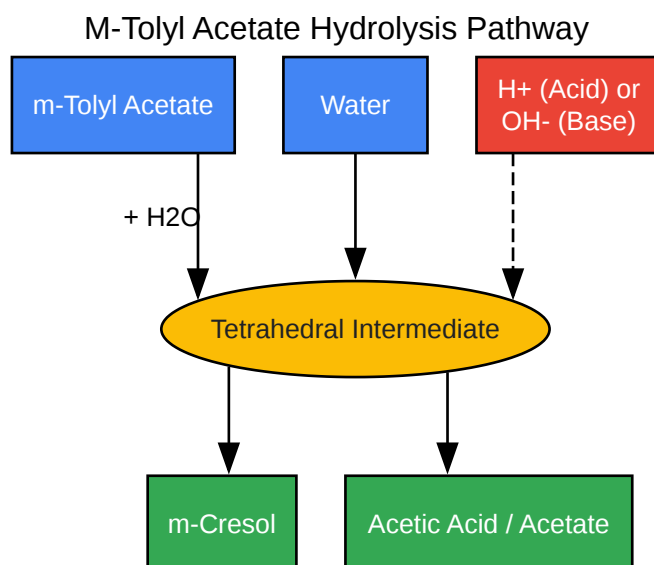 M-Tolyl Acetate Hydrolysis Pathway
m-Tolyl Acetate
Water
H+ (Acid) or
OH- (Base)
+ H2O
Tetrahedral Intermediate
m-Cresol
Acetic Acid / Acetate